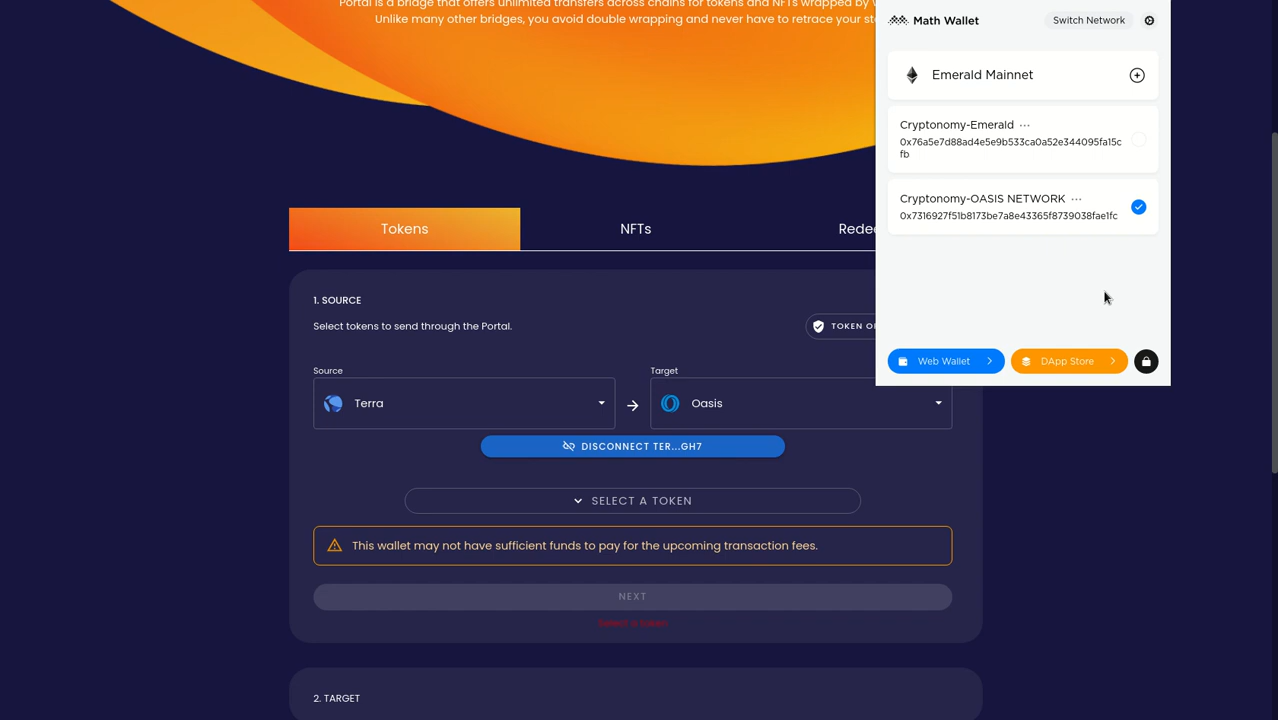 Portal is a bridge that offers unlimited transfers across chains for tokens and NFTs wrapped by
Unlike many other bridges, you avoid double wrapping and never have to retrace your
Math Wallet
Switch Network
Emerald Mainnet
Cryptonomy-Emerald ···
0x76a5e7d88ad4e5e9b533ca0a52e344095fa15c
fb
Cryptonomy-OASIS NETWORK ···
0x7316927f51b8173be7a8e43365f8739038fae1fc
Web Wallet
DApp Store
Tokens
NFTs
1. SOURCE
Select tokens to send through the Portal.
TOKEN
Source
Terra
Target
Oasis
DISCONNECT TER...GH7
SELECT A TOKEN
This wallet may not have sufficient funds to pay for the upcoming transaction fees.
NEXT
Select a token
2. TARGET